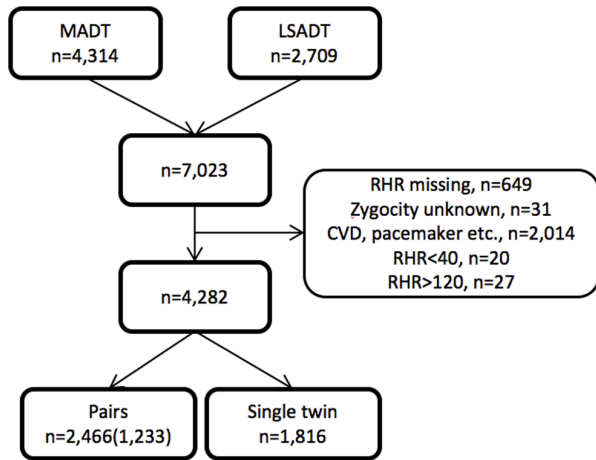 MADT
n=4,314
LSADT
n=2,709
n=7,023
RHR missing, n=649
Zygocity unknown, n=31
CVD, pacemaker etc., n=2,014
RHR<40, n=20
RHR>120, n=27
n=4,282
Pairs
n=2,466(1,233)
Single twin
n=1,816